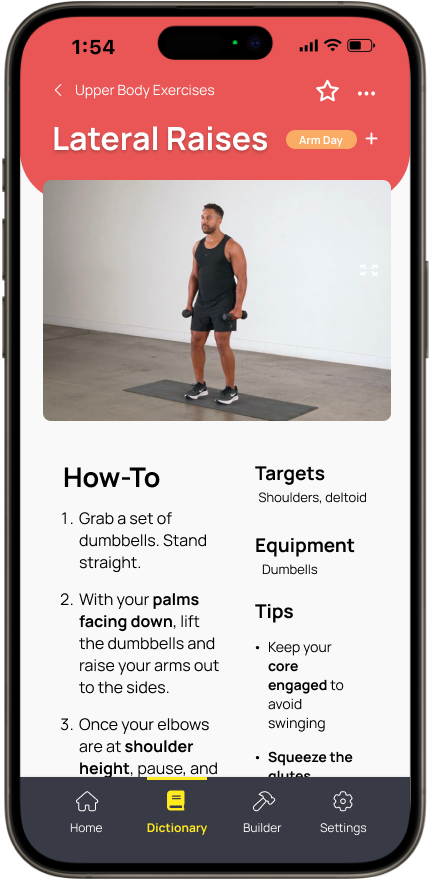 1:54
Upper Body Exercises
Lateral Raises
Arm Day
+
How-To
1. Grab a set of
dumbbells. Stand
straight.
2. With your palms
facing down, lift
the dumbbells and
raise your arms out
to the sides.
3. Once your elbows
are at shoulder
height, pause, and
Targets
Shoulders, deltoid
Equipment
Dumbells
Tips
• Keep your
core
engaged to
avoid
swinging
• Squeeze the
glutes
Home
Dictionary
Builder
Settings